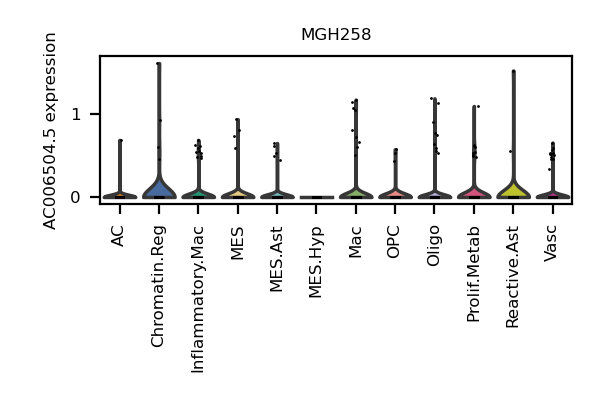 MGH258
AC006504.5 expression
1
0
AC
Chromatin.Reg
Inflammatory.Mac
MES
MES.Ast
MES.Hyp
Mac
OPC
Oligo
Prolif.Metab
Reactive.Ast
Vasc